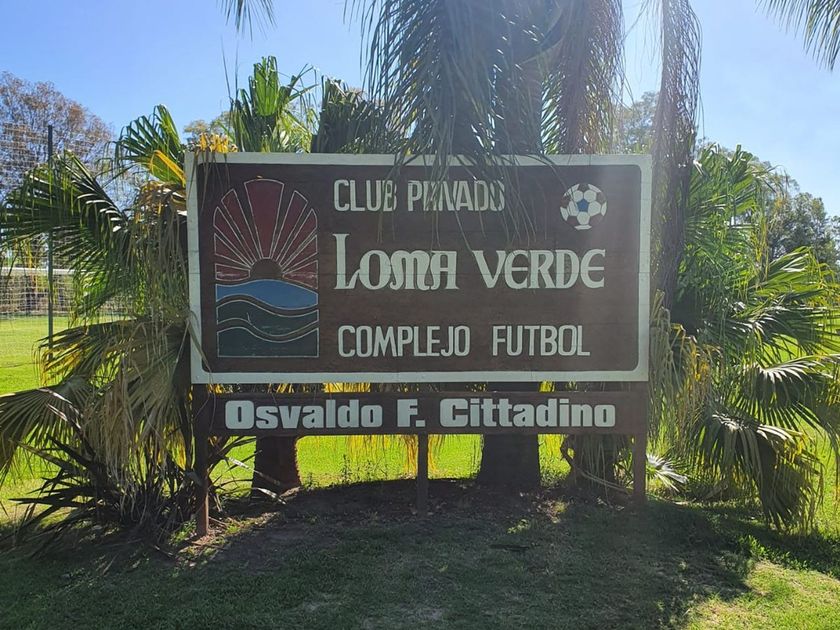 CLUB PRIVADO
LOMA VERDE
COMPLEJO FUTBOL
Osvaldo F. Cittadino